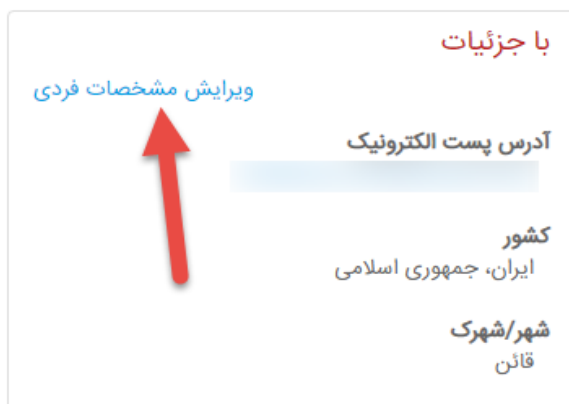 با جزئیات
ویرایش مشخصات فردی
آدرس پست الکترونیک
کشور
ایران، جمهوری اسلامی
شهر/شهرک
قائن